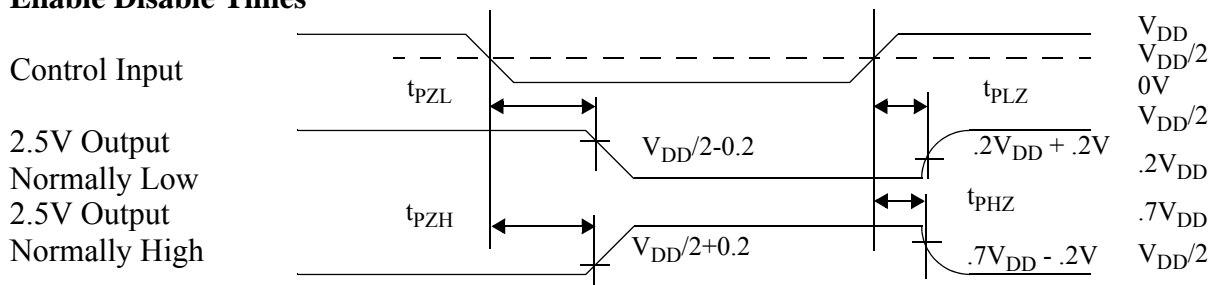 Enable Disable Times
V_DD
V_DD/2
Control Input
0V
t_PZL
t_PLZ
V_DD/2
2.5V Output
V_DD/2-0.2
.2V_DD + .2V
Normally Low
.2V_DD
2.5V Output
t_PZH
t_PHZ
.7V_DD
Normally High
V_DD/2+0.2
.7V_DD - .2V
V_DD/2